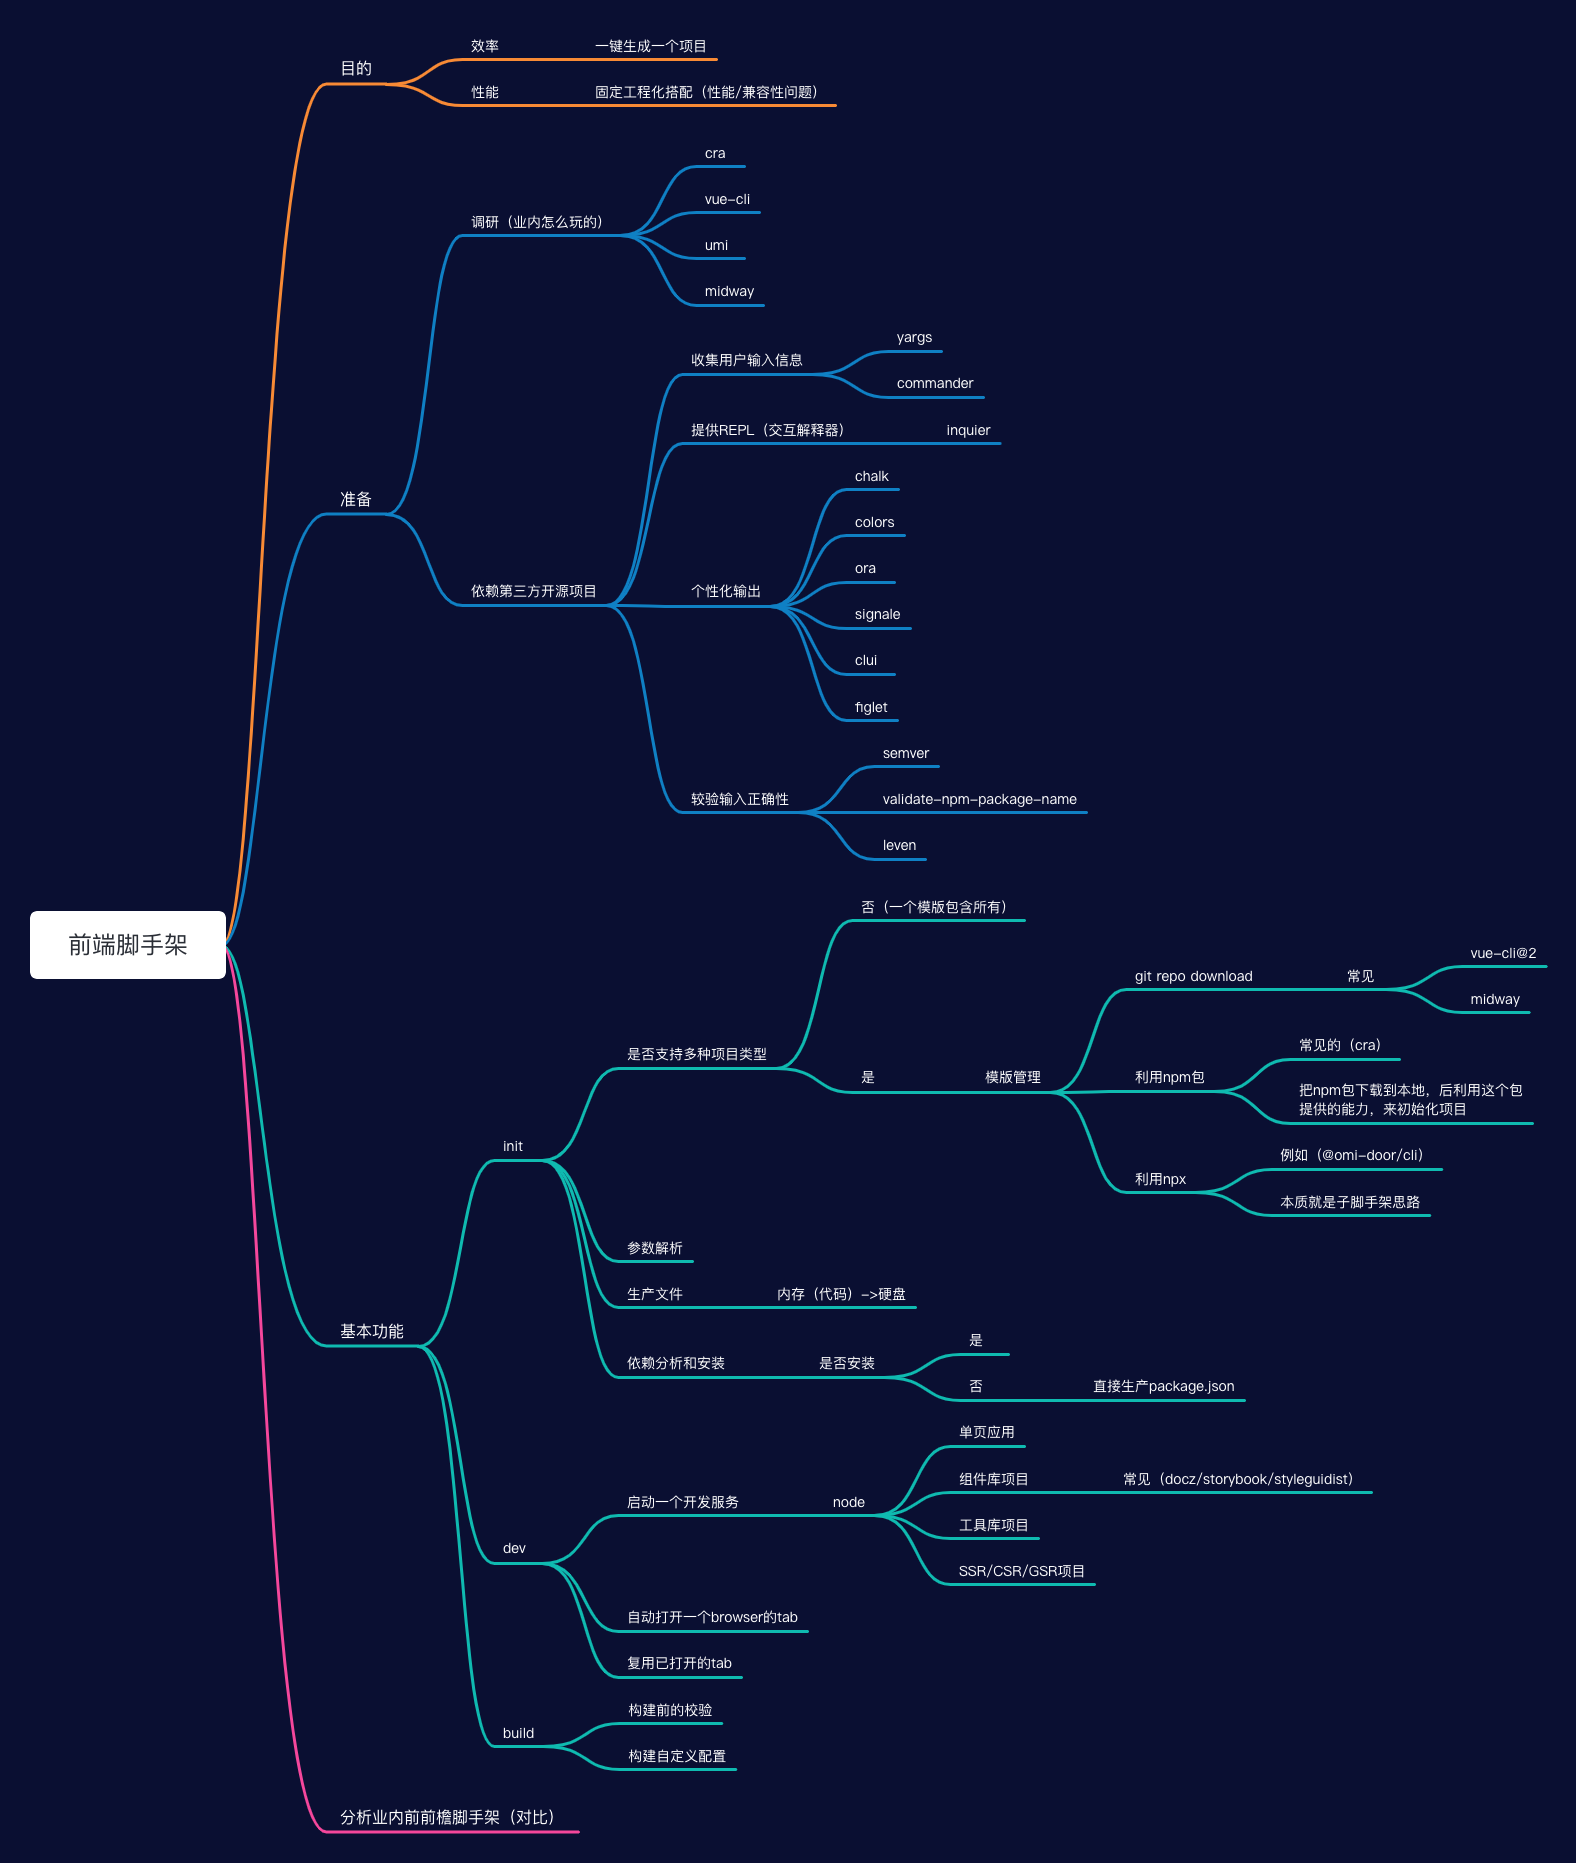 前端脚手架
目的
效率
一键生成一个项目
性能
固定工程化搭配（性能/兼容性问题）
准备
调研（业内怎么玩的）
cra
vue-cli
umi
midway
依赖第三方开源项目
收集用户输入信息
yargs
commander
提供REPL（交互解释器）
inquier
个性化输出
chalk
colors
ora
signale
clui
figlet
较验输入正确性
semver
validate-npm-package-name
leven
基本功能
init
是否支持多种项目类型
否（一个模版包含所有）
是
模版管理
git repo download
常见
vue-cli@2
midway
利用npm包
常见的（cra）
把npm包下载到本地，后利用这个包
提供的能力，来初始化项目
利用npx
例如（@omi-door/cli）
本质就是子脚手架思路
参数解析
生产文件
内存（代码）->硬盘
依赖分析和安装
是否安装
是
否
直接生产package.json
dev
启动一个开发服务
node
单页应用
组件库项目
常见（docz/storybook/styleguidist）
工具库项目
SSR/CSR/GSR项目
自动打开一个browser的tab
复用已打开的tab
build
构建前的校验
构建自定义配置
分析业内前前檐脚手架（对比）